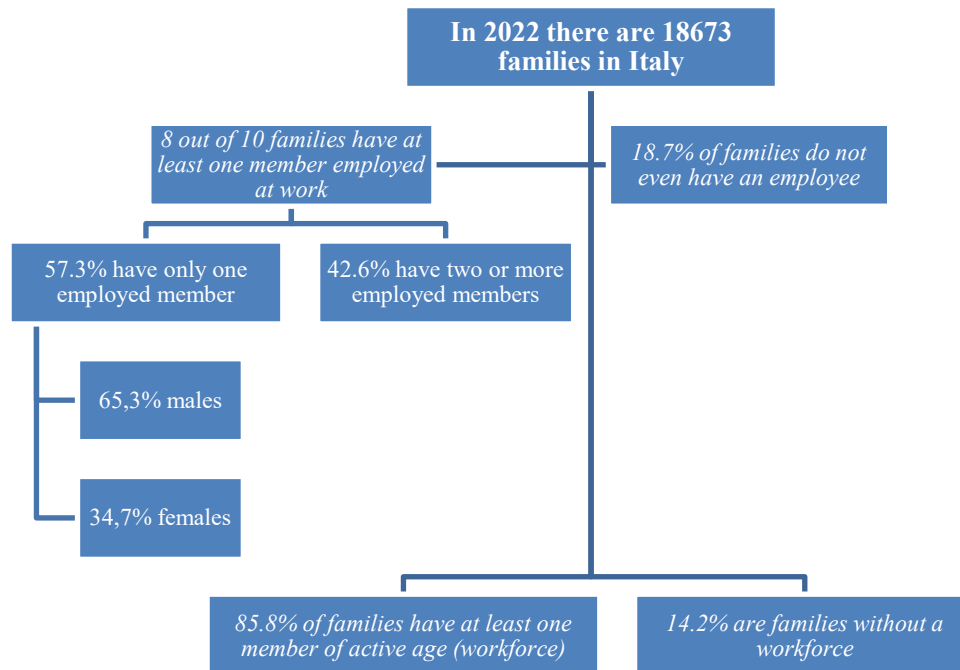 In 2022 there are 18673
families in Italy
8 out of 10 families have at
least one member employed
at work
18.7% of families do not
even have an employee
57.3% have only one
employed member
42.6% have two or more
employed members
65,3% males
34,7% females
85.8% of families have at least one
member of active age (workforce)
14.2% are families without a
workforce